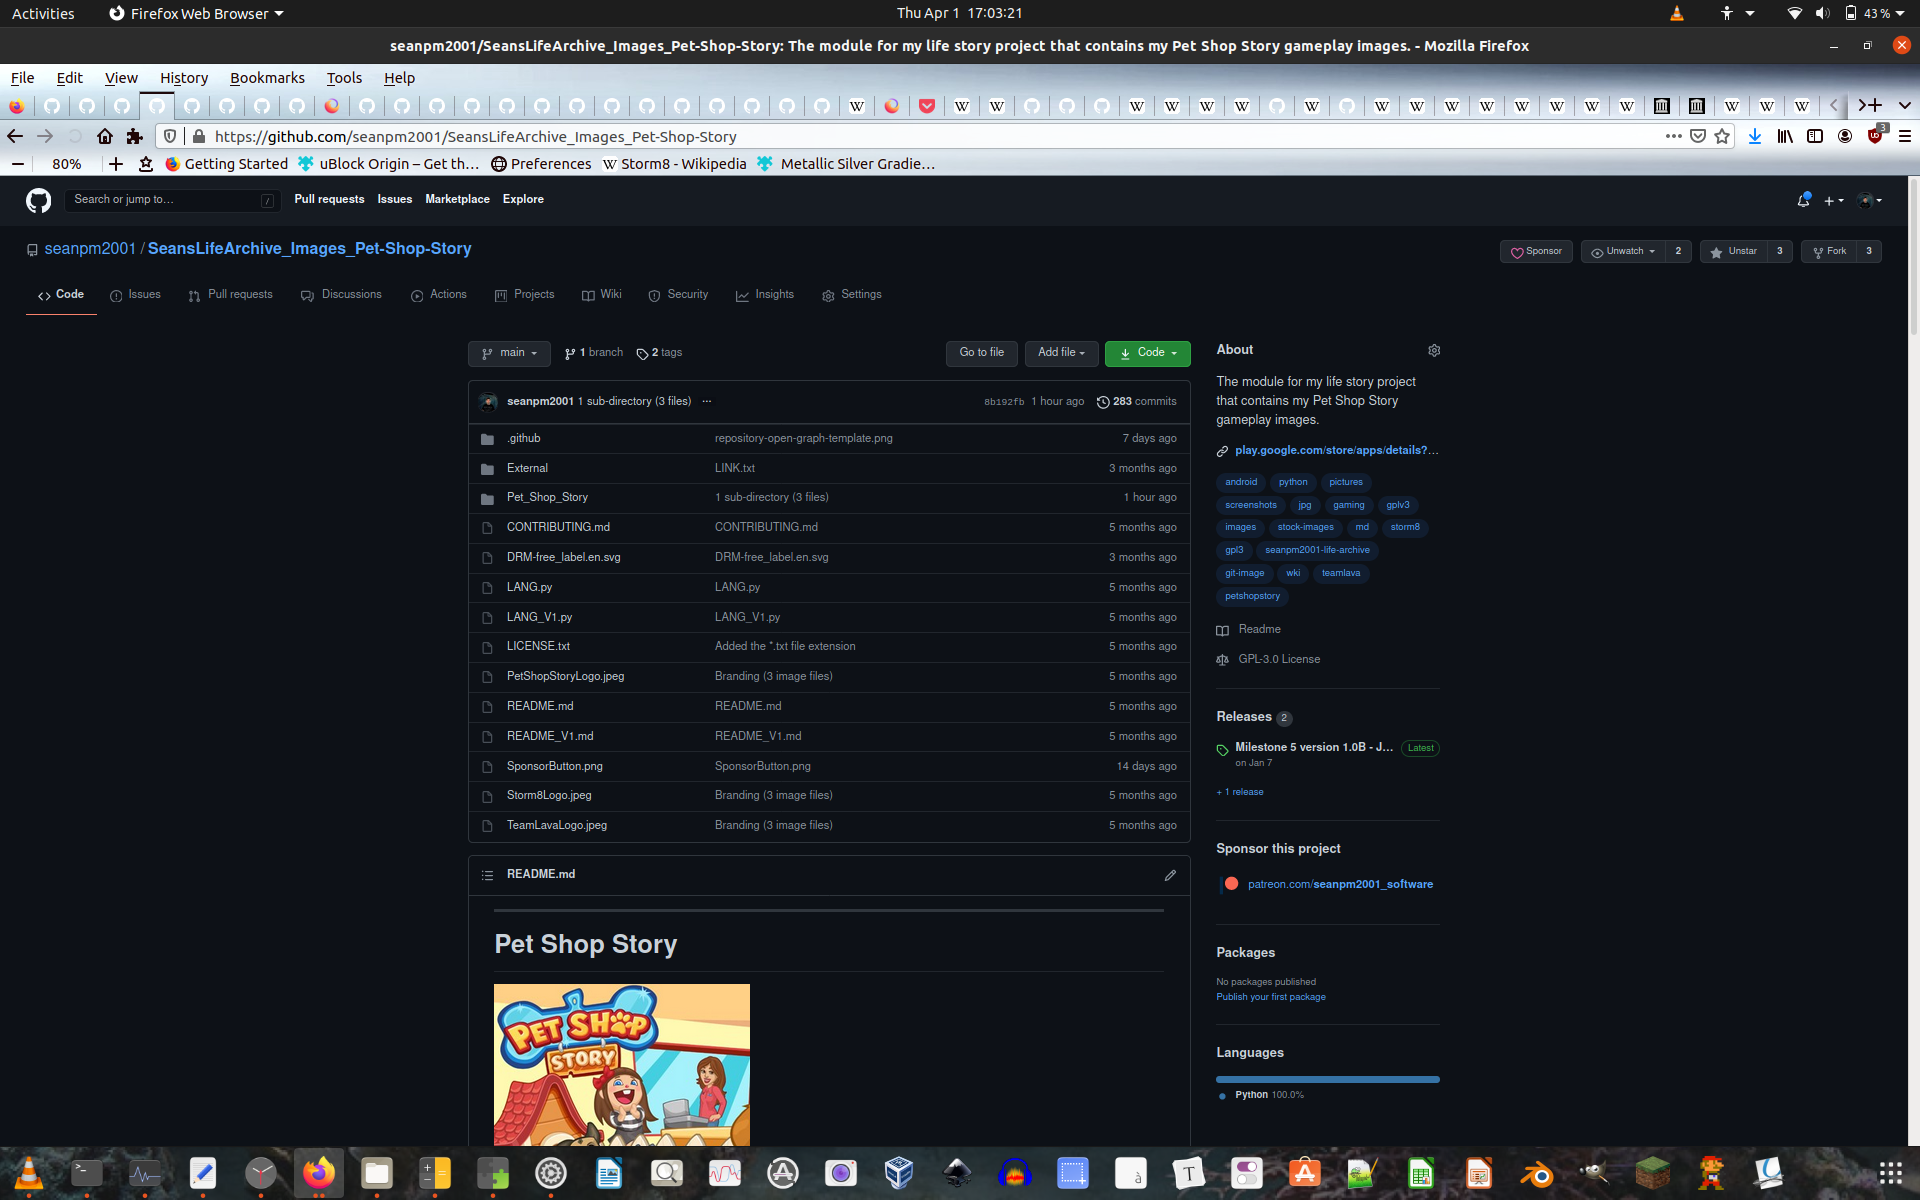 Activities Firefox Web Browser Thu Apr 1 17:03:21 43 %
seanpm2001/SeansLifeArchive_Images_Pet-Shop-Story: The module for my life story project that contains my Pet Shop Story gameplay images. - Mozilla Firefox
File Edit View History Bookmarks Tools Help
https://github.com/seanpm2001/SeansLifeArchive_Images_Pet-Shop-Story 3
80% Getting Started uBlock Origin – Get th… Preferences Storm8 - Wikipedia Metallic Silver Gradie…
Search or jump to… / Pull requests Issues Marketplace Explore
seanpm2001 / SeansLifeArchive_Images_Pet-Shop-Story
Sponsor Unwatch 2 Unstar 3 Fork 3
Code Issues Pull requests Discussions Actions Projects Wiki Security Insights Settings
main 1 branch 2 tags Go to file Add file Code
seanpm2001 1 sub-directory (3 files) ··· 8b192fb 1 hour ago 283 commits
.github repository-open-graph-template.png 7 days ago
External LINK.txt 3 months ago
Pet_Shop_Story 1 sub-directory (3 files) 1 hour ago
CONTRIBUTING.md CONTRIBUTING.md 5 months ago
DRM-free_label.en.svg DRM-free_label.en.svg 3 months ago
LANG.py LANG.py 5 months ago
LANG_V1.py LANG_V1.py 5 months ago
LICENSE.txt Added the *.txt file extension 5 months ago
PetShopStoryLogo.jpeg Branding (3 image files) 5 months ago
README.md README.md 5 months ago
README_V1.md README_V1.md 5 months ago
SponsorButton.png SponsorButton.png 14 days ago
Storm8Logo.jpeg Branding (3 image files) 5 months ago
TeamLavaLogo.jpeg Branding (3 image files) 5 months ago
README.md
Pet Shop Story
PET SHOP
STORY
About
The module for my life story project
that contains my Pet Shop Story
gameplay images.
play.google.com/store/apps/details?…
android python pictures
screenshots jpg gaming gplv3
images stock-images md storm8
gpl3 seanpm2001-life-archive
git-image wki teamlava
petshopstory
Readme
GPL-3.0 License
Releases 2
Milestone 5 version 1.0B - J… Latest
on Jan 7
+ 1 release
Sponsor this project
patreon.com/seanpm2001_software
Packages
No packages published
Publish your first package
Languages
Python 100.0%